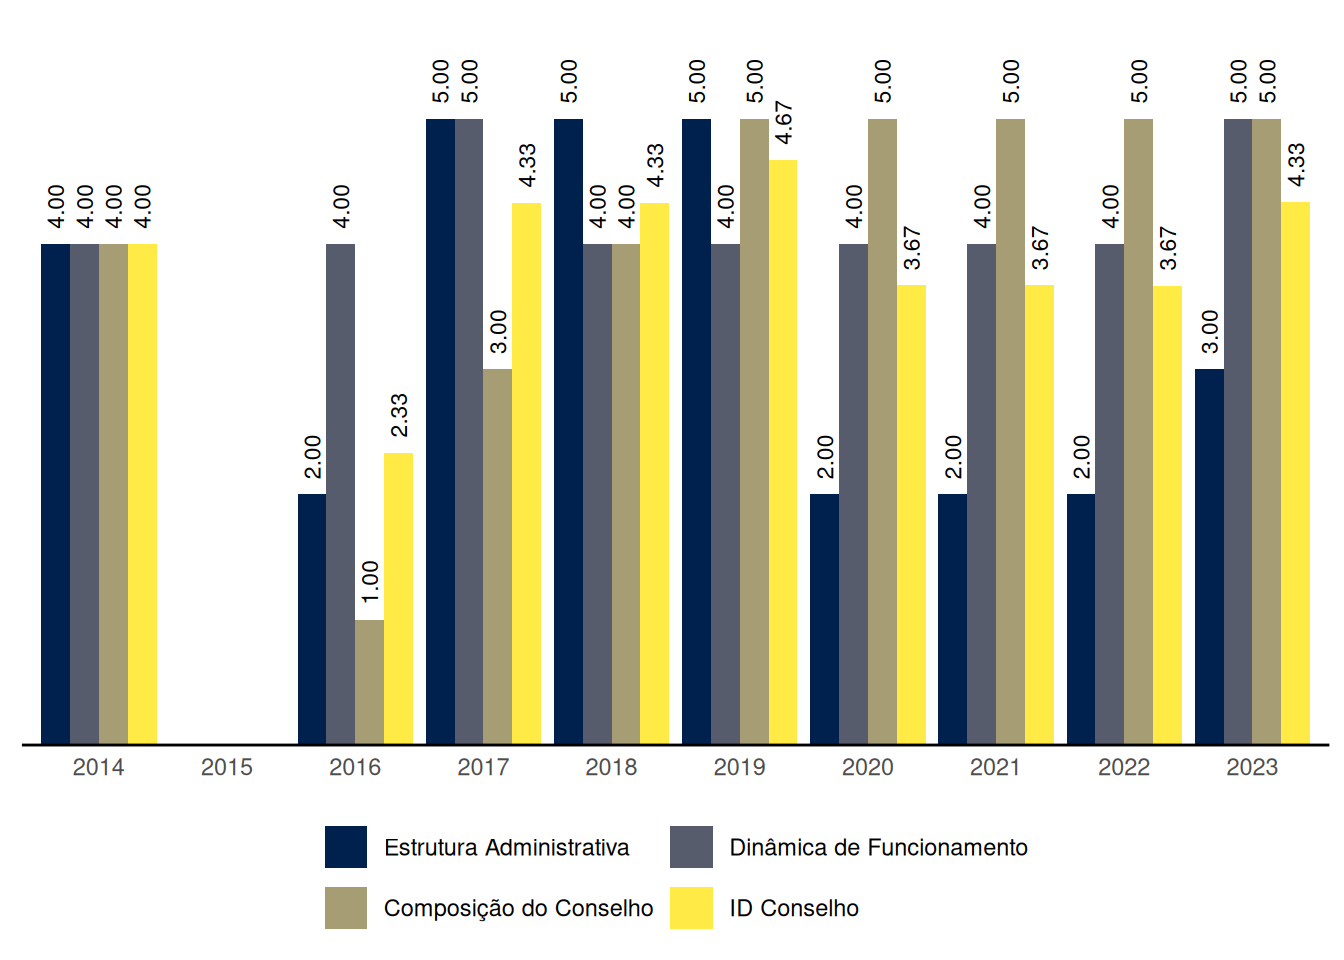 4.00 4.00 4.00 4.00
2.00 4.00 1.00 2.33
5.00 5.00 3.00 4.33
5.00 4.00 4.00 4.33
5.00 4.00 5.00 4.67
2.00 4.00 5.00 3.67
2.00 4.00 5.00 3.67
2.00 4.00 5.00 3.67
3.00 5.00 5.00 4.33
2014 2015 2016 2017 2018 2019 2020 2021 2022 2023
Estrutura Administrativa Dinâmica de Funcionamento
Composição do Conselho ID Conselho